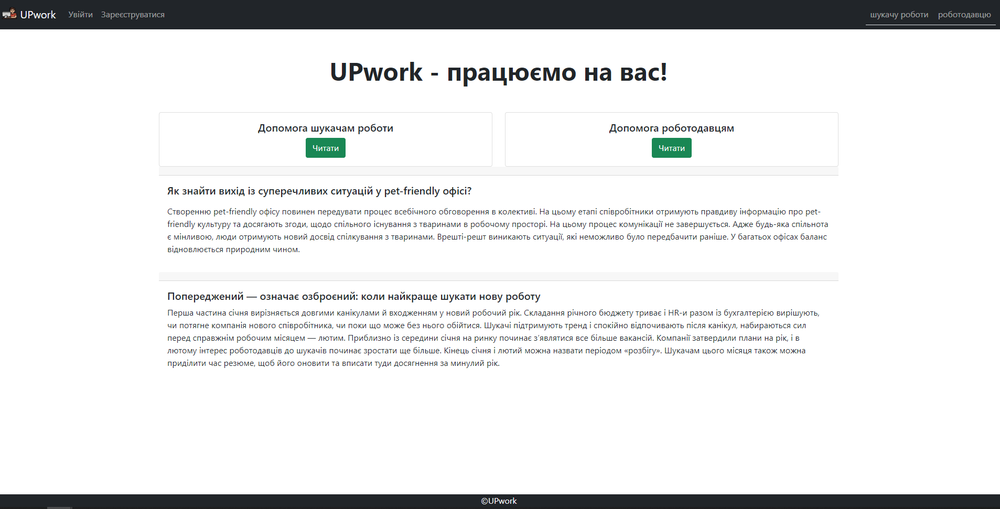 UPwork Увійти Зареєструватися шукачу роботи роботодавцю
UPwork - працюємо на вас!
Допомога шукачам роботи
Читати
Допомога роботодавцям
Читати
Як знайти вихід із суперечливих ситуацій у pet-friendly офісі?
Створенню pet-friendly офісу повинен передувати процес всебічного обговорення в колективі. На цьому етапі співробітники отримують правдиву інформацію про pet-
friendly культуру та досягають згоди, щодо спільного існування з тваринами в робочому просторі. На цьому процес комунікації не завершується. Адже будь-яка спільнота
є мінливою, люди отримують новий досвід спілкування з тваринами. Врешті-решт виникають ситуації, які неможливо було передбачити раніше. У багатьох офісах баланс
відновлюється природним чином.
Попереджений — означає озброєний: коли найкраще шукати нову роботу
Перша частина січня вирізняється довгими канікулами й входженням у новий робочий рік. Складання річного бюджету триває і HR-и разом із бухгалтерією вирішують,
чи потягне компанія нового співробітника, чи поки що може без нього обійтися. Шукачі підтримують тренд і спокійно відпочивають після канікул, набираються сил
перед справжнім робочим місяцем — лютим. Приблизно із середини січня на ринку починає з’являтися все більше вакансій. Компанії затвердили плани на рік, і в
лютому інтерес роботодавців до шукачів починає зростати ще більше. Кінець січня і лютий можна назвати періодом «розбігу». Шукачам цього місяця також можна
приділити час резюме, щоб його оновити та вписати туди досягнення за минулий рік.
©UPwork